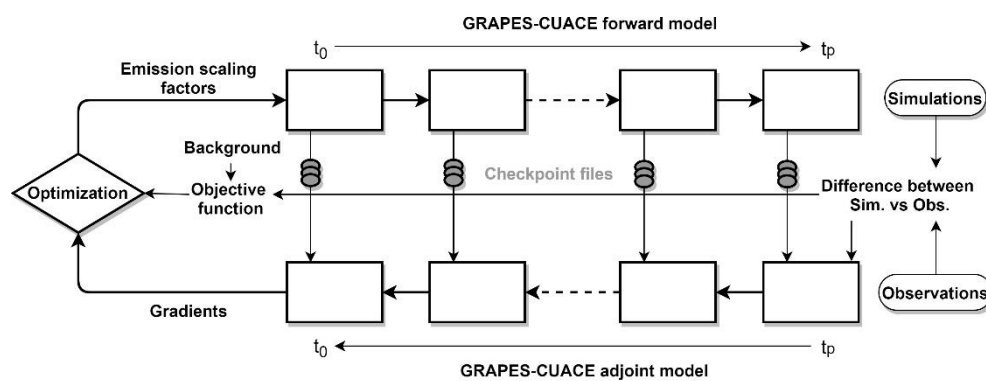 GRAPES-CUACE forward model
t0
tp
Emission scaling
factors
Simulations
Background
Checkpoint files
Optimization
Objective
function
Difference between
Sim. vs Obs.
Gradients
Observations
t0
tp
GRAPES-CUACE adjoint model